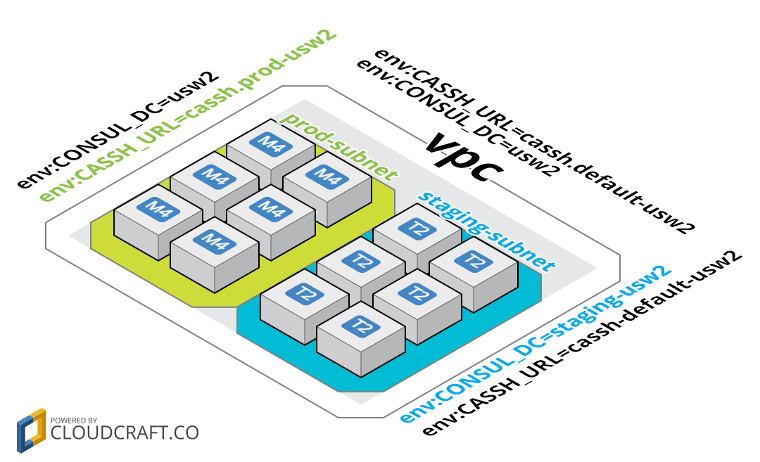 env:CONSUL_DC=usw2
env:CASSH_URL=cassh.prod-usw2
env:CASSH_URL=cassh.default-usw2
env:CONSUL_DC=usw2
vpc
prod-subnet
M4
M4
M4
M4
M4
M4
staging-subnet
T2
T2
T2
T2
T2
T2
env:CONSUL_DC=staging-usw2
env:CASSH_URL=cassh-default-usw2
POWERED BY
CLOUDCRAFT.CO